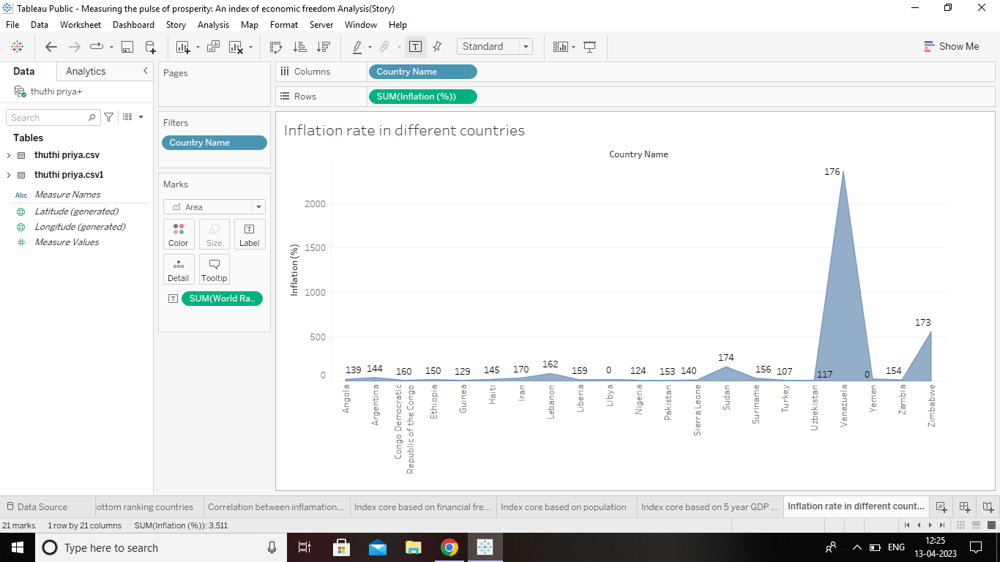 Tableau Public - Measuring the pulse of prosperity: An index of economic freedom Analysis(Story)
File Data Worksheet Dashboard Story Analysis Map Format Server Window Help
Standard
Show Me
Data Analytics
thuthi priya+
Search
Tables
thuthi priya.csv
thuthi priya.csv1
Abc Measure Names
Latitude (generated)
Longitude (generated)
Measure Values
Pages
Filters
Country Name
Marks
Area
Color Size Label
Detail Tooltip
SUM(World Ra..
Columns Country Name
Rows SUM(Inflation (%))
Inflation rate in different countries
Country Name
Inflation (%)
2000
1500
1000
500
0
139 144 160 150 129 145 170 162 159 0 124 153 140 174 156 107 117 176 0 154 173
Angola
Argentina
Congo Democratic
Republic of the Congo
Ethiopia
Guinea
Haiti
Iran
Lebanon
Liberia
Libya
Nigeria
Pakistan
Sierra Leone
Sudan
Suriname
Turkey
Uzbekistan
Venezuela
Yemen
Zambia
Zimbabwe
Data Source ottom ranking countries Correlation between inflamation... Index core based on financial fre... Index core based on population Index core based on 5 year GDP ... Inflation rate in different count...
21 marks 1 row by 21 columns SUM(Inflation (%)): 3,511
Type here to search
ENG
12:25
13-04-2023